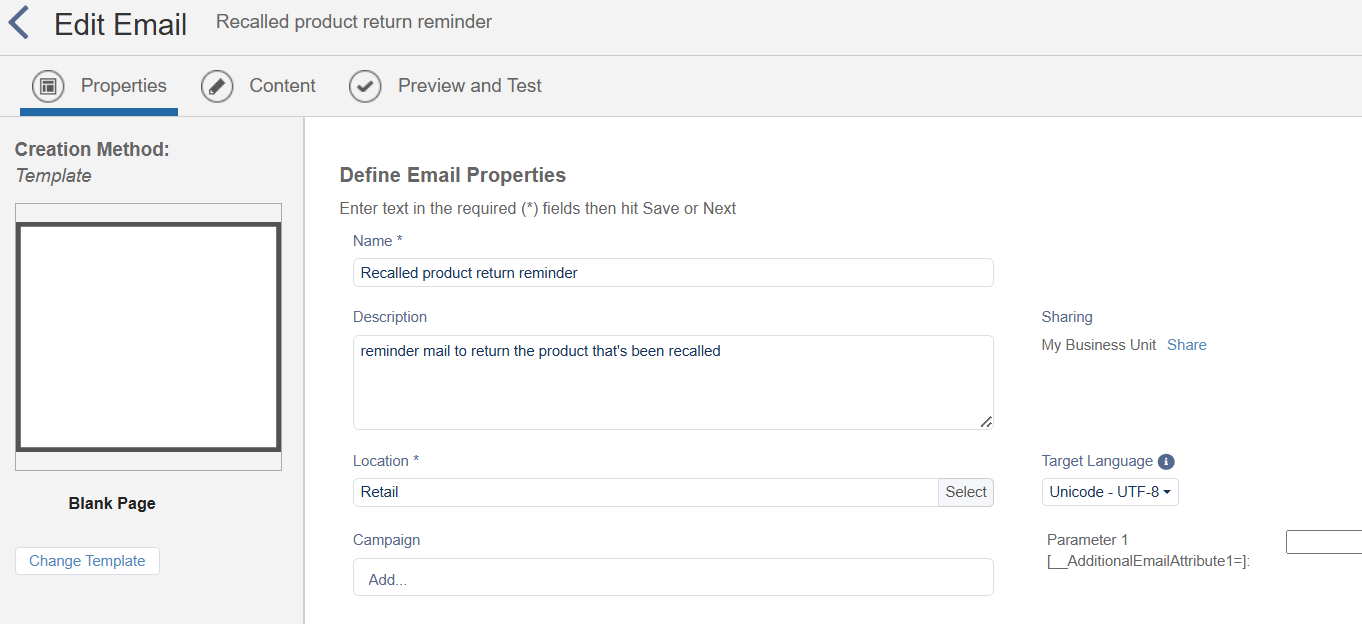 Edit Email
Recalled product return reminder
Properties
Content
Preview and Test
Creation Method:
Template
Blank Page
Change Template
Define Email Properties
Enter text in the required (*) fields then hit Save or Next
Name *
Recalled product return reminder
Description
reminder mail to return the product that's been recalled
Sharing
My Business Unit Share
Location *
Retail
Select
Target Language
Unicode - UTF-8
Campaign
Add...
Parameter 1
[__AdditionalEmailAttribute1=]: